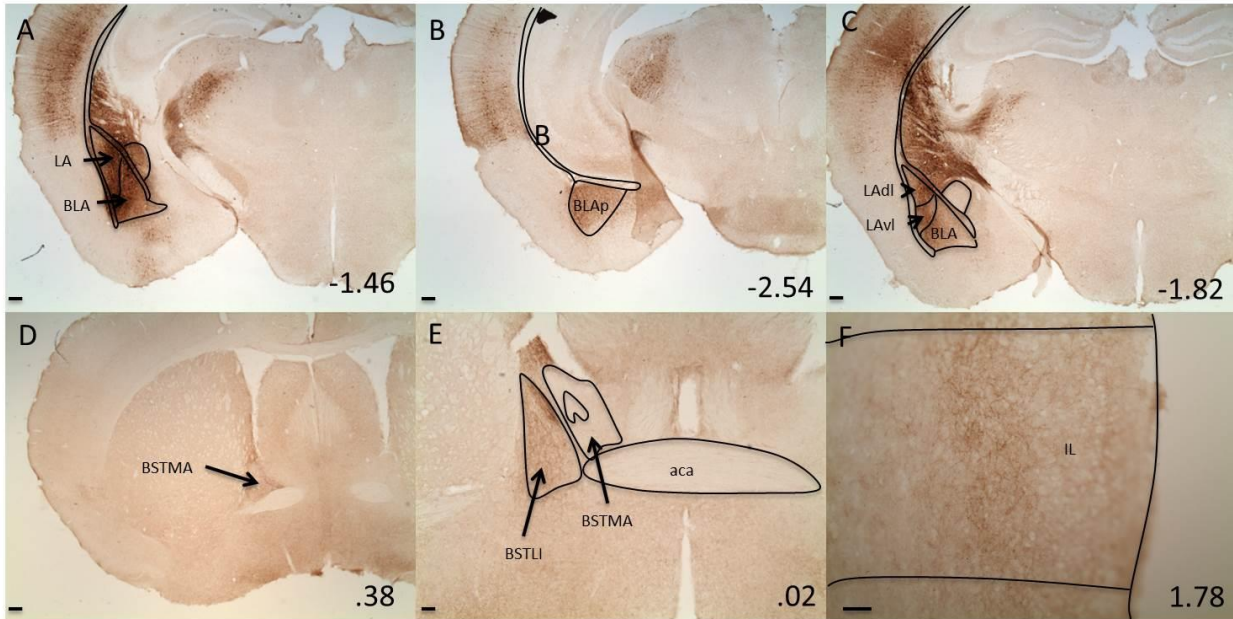 A
LA
BLA
-1.46
B
B
BLAp
-2.54
C
LAdl
LAvl
BLA
-1.82
D
BSTMA
.38
E
aca
BSTMA
BSTLI
.02
F
IL
1.78